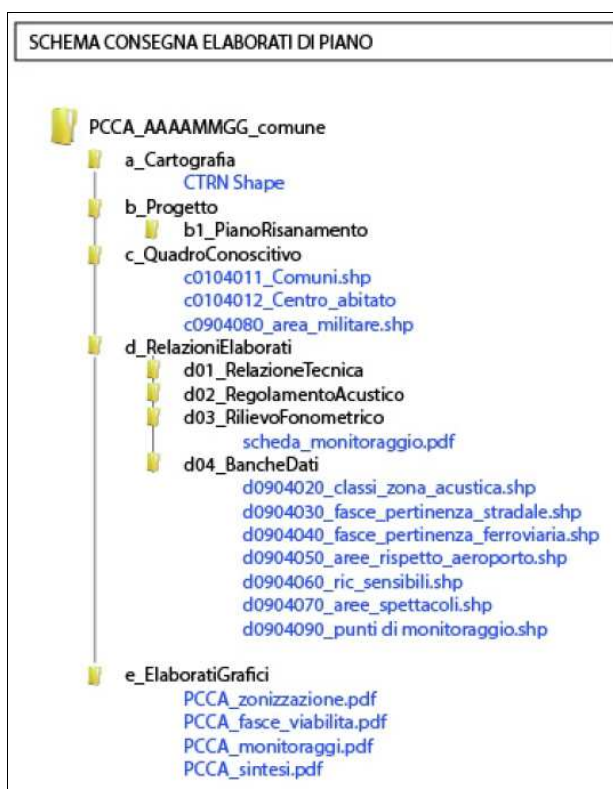 SCHEMA CONSEGNA ELABORATI DI PIANO
PCCA_AAAAMMGG_comune
a_Cartografia
CTRN Shape
b_Progetto
b1_PianoRisanamento
c_QuadroConoscitivo
c0104011_Comuni.shp
c0104012_Centro_abitato
c0904080_area_militare.shp
d_RelazioniElaborati
d01_RelazioneTecnica
d02_RegolamentoAcustico
d03_RilievoFonometrico
scheda_monitoraggio.pdf
d04_BancheDati
d0904020_classi_zona_acustica.shp
d0904030_fasce_pertinenza_stradale.shp
d0904040_fasce_pertinenza_ferroviaria.shp
d0904050_aree_rispetto_aeroporto.shp
d0904060_ric_sensibili.shp
d0904070_aree_spettacoli.shp
d0904090_punti di monitoraggio.shp
e_ElaboratiGrafici
PCCA_zonizzazione.pdf
PCCA_fasce_viabilita.pdf
PCCA_monitoraggi.pdf
PCCA_sintesi.pdf